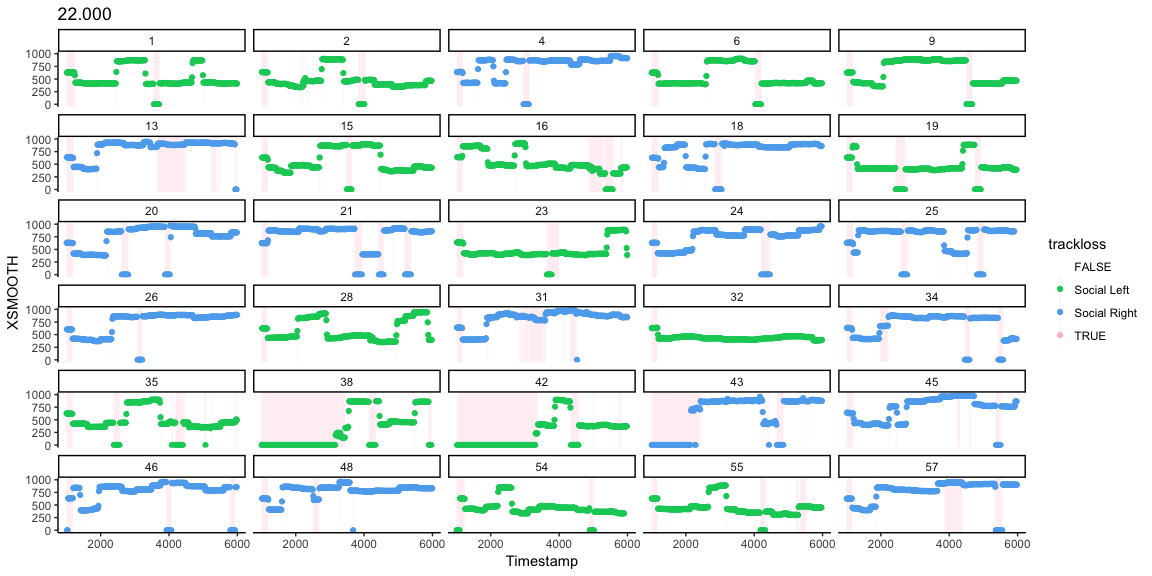 22.000
1 2 4 6 9
1000
750
500
250
0
13 15 16 18 19
1000
750
500
250
0
20 21 23 24 25
1000
750
500
250
0
26 28 31 32 34
1000
750
500
250
0
35 38 42 43 45
1000
750
500
250
0
46 48 54 55 57
1000
750
500
250
0
2000 4000 6000 2000 4000 6000 2000 4000 6000 2000 4000 6000 2000 4000 6000
Timestamp
XSMOOTH
trackloss
FALSE
Social Left
Social Right
TRUE